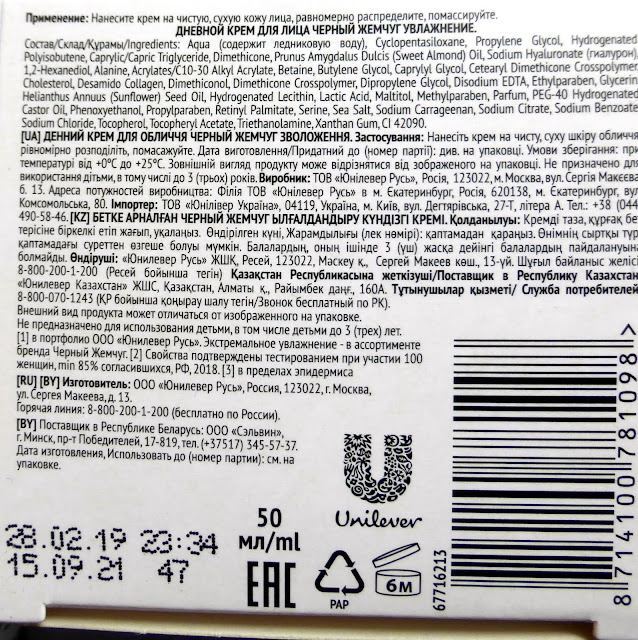 Применение: Нанесите крем на чистую, сухую кожу лица, равномерно распределите, помассируйте.
ДНЕВНОЙ КРЕМ ДЛЯ ЛИЦА ЧЕРНЫЙ ЖЕМЧУГ УВЛАЖНЕНИЕ.
Состав/Склад/Құрамы/Ingredients: Aqua (содержит ледниковую воду), Cyclopentasiloxane, Propylene Glycol, Hydrogenated
Polyisobutene, Caprylic/Capric Triglyceride, Dimethicone, Prunus Amygdalus Dulcis (Sweet Almond) Oil, Sodium Hyaluronate (гиалурон),
1,2-Hexanediol, Alanine, Acrylates/C10-30 Alkyl Acrylate, Betaine, Butylene Glycol, Caprylyl Glycol, Cetearyl Dimethicone Crosspolymer,
Cholesterol, Desamido Collagen, Dimethiconol, Dimethicone Crosspolymer, Dipropylene Glycol, Disodium EDTA, Ethylparaben, Glycerin,
Helianthus Annuus (Sunflower) Seed Oil, Hydrogenated Lecithin, Lactic Acid, Maltitol, Methylparaben, Parfum, PEG-40 Hydrogenated
Castor Oil, Phenoxyethanol, Propylparaben, Retinyl Palmitate, Serine, Sea Salt, Sodium Carrageenan, Sodium Citrate, Sodium Benzoate
Sodium Chloride, Tocopherol, Tocopheryl Acetate, Triethanolamine, Xanthan Gum, CI 42090.
[UA] ДЕННИЙ КРЕМ ДЛЯ ОБЛИЧЧЯ ЧЕРНЫЙ ЖЕМЧУГ ЗВОЛОЖЕННЯ. Застосування: Нанесіть крем на чисту, суху шкіру обличчя
рівномірно розподіліть, помасажуйте. Дата виготовлення/Придатний до (номер партії): див. на упаковці. Умови зберігання: при
температурі від +0°С до +25°С. Зовнішній вигляд продукту може відрізнятися від зображеного на упаковці. Не призначено для
використання дітьми, в тому числі до 3 (трьох) років. Виробник: ТОВ «Юнілевер Русь», Росія, 123022, м.Москва, вул. Сергія Макеєва
б. 13. Адреса потужностей виробництва: Філія ТОВ «Юнілевер Русь» в м. Екатеринбург, Росія, 620138, м. Екатеринбург, вул.
Комсомольська, 80. Імпортер: ТОВ «Юнілівер Україна», 04119, Україна, м. Київ, вул. Дегтярівська, 27-Т, літера А. Тел.: +38 (044
490-58-46. [KZ] БЕТКЕ АРНАЛҒАН ЧЕРНЫЙ ЖЕМЧУГ ЫЛҒАЛДАНДЫРУ КҮНДІЗГІ КРЕМІ. Қолданылуы: Кремді таза, құрғақ бе
терісіне біркелкі етіп жағып, уқалаңыз. Өндірілген күні, Жарамдылығы (лек нөмірі): қаптамадан қараңыз. Өнімнің сыртқы түр
қаптамадағы суреттен өзгеше болуы мүмкін. Балалардың, оның ішінде 3 (үш) жасқа дейінгі балалардың пайдалануын
болмайды. Өндіруші: «Юнилевер Русь» ЖШҚ, Ресей, 123022, Мәскеу қ., Сергей Макеев көш., 13-үй. Шұғыл байланыс желісі
8-800-200-1-200 (Ресей бойынша тегін) Қазақстан Республикасына жеткізуші/Поставщик в Республику Казахстан
«Юнилевер Казахстан» ЖШС, Қазақстан, Алматы қ., Райымбек даңғ., 160А. Тұтынушылар қызметі/ Служба потребителей
8-800-070-1243 (ҚР бойынша қоңырау шалу тегін/Звонок бесплатный по РК).
Внешний вид продукта может отличаться от изображенного на упаковке.
Не предназначено для использования детьми, в том числе детьми до 3 (трех) лет.
[1] в портфолио ООО «Юнилевер Русь». Экстремальное увлажнение - в ассортименте
бренда Черный Жемчуг. [2] Свойства подтверждены тестированием при участии 100
женщин, min 85% согласившихся, РФ, 2018. [3] в пределах эпидермиса
[RU] [BY] Изготовитель: ООО «Юнилевер Русь», Россия, 123022, г. Москва,
ул. Сергея Макеева, д. 13.
Горячая линия: 8-800-200-1-200 (бесплатно по России).
[BY] Поставщик в Республику Беларусь: ООО «Сэльвин»,
г. Минск, пр-т Победителей, 17-819, тел. (+37517) 345-57-37.
Дата изготовления, Использовать до (номер партии): см. на
упаковке.
28.02.19 23:34
15.09.21 47
50
мл/ml
EAC
Unilever
PAP
6M
67716213
8 714100 781098 >